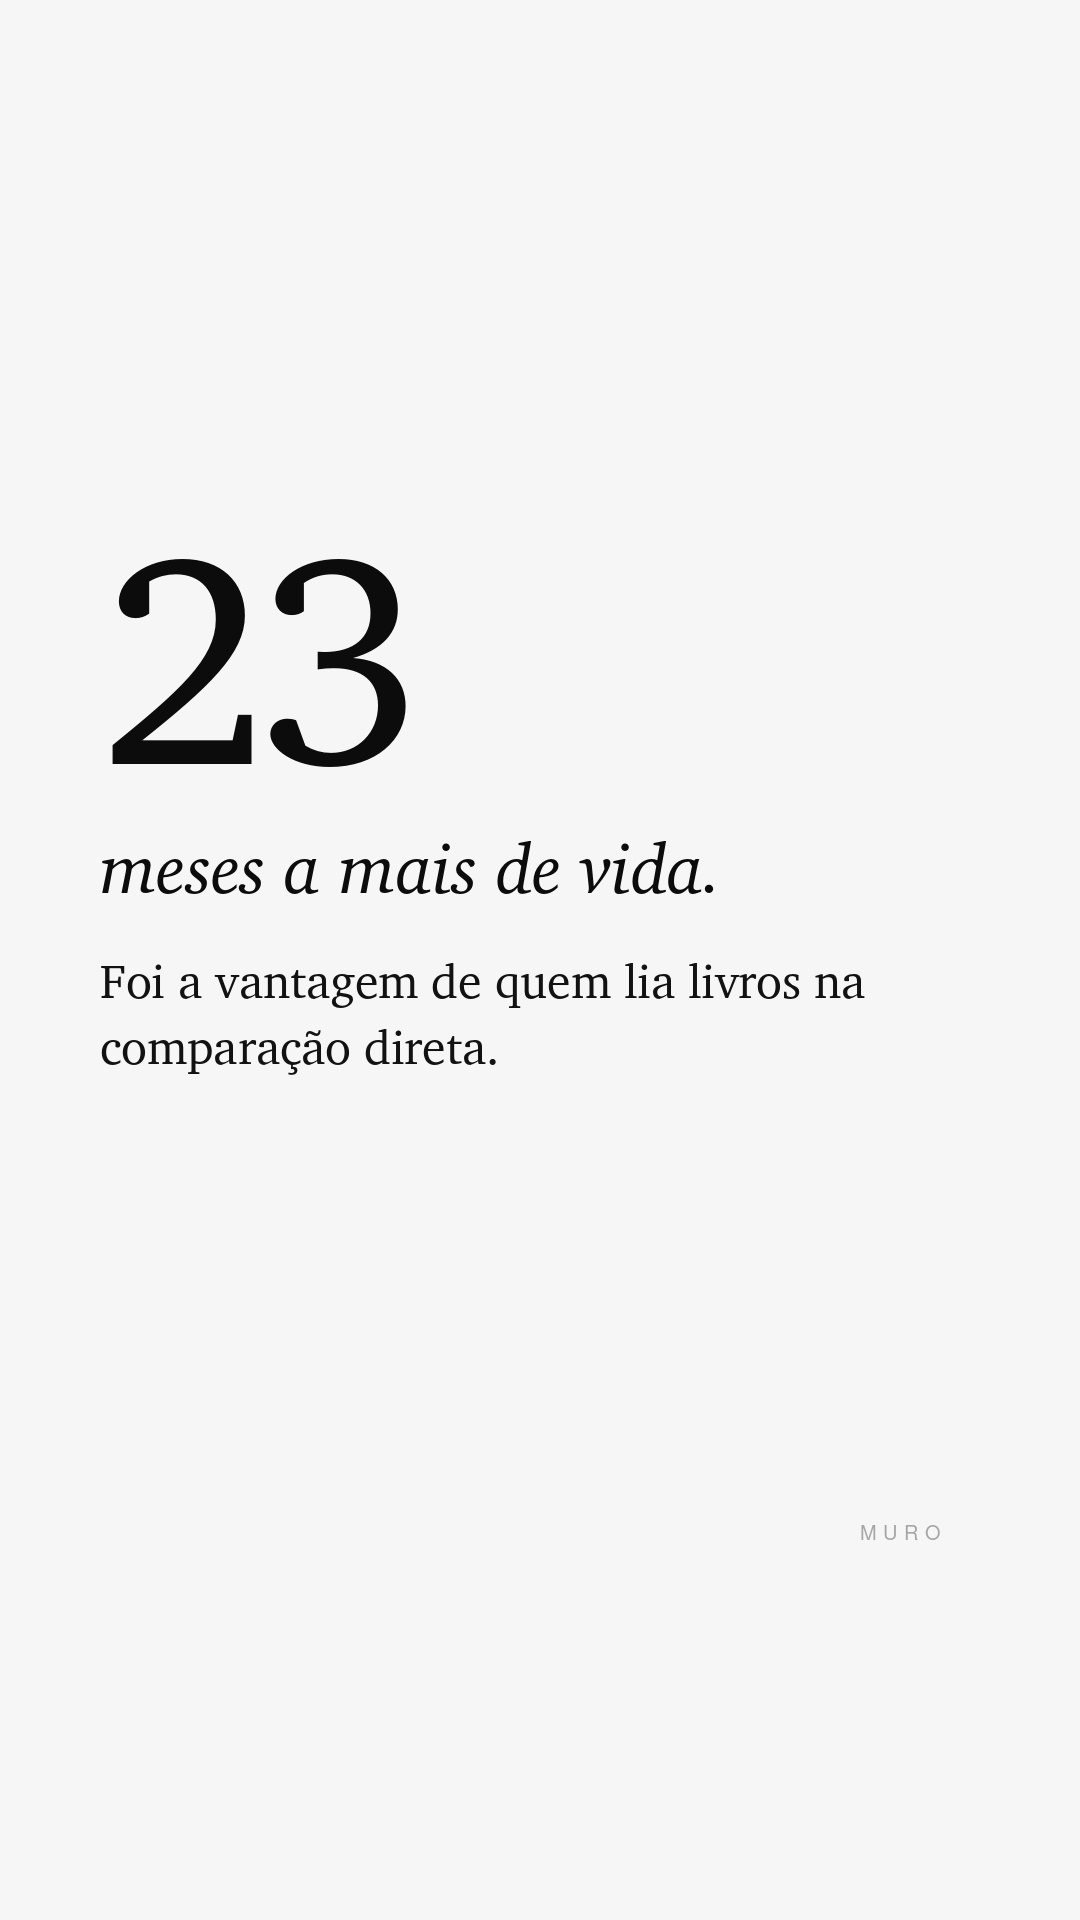 23
meses a mais de vida.
Foi a vantagem de quem lia livros na
comparação direta.
MURO